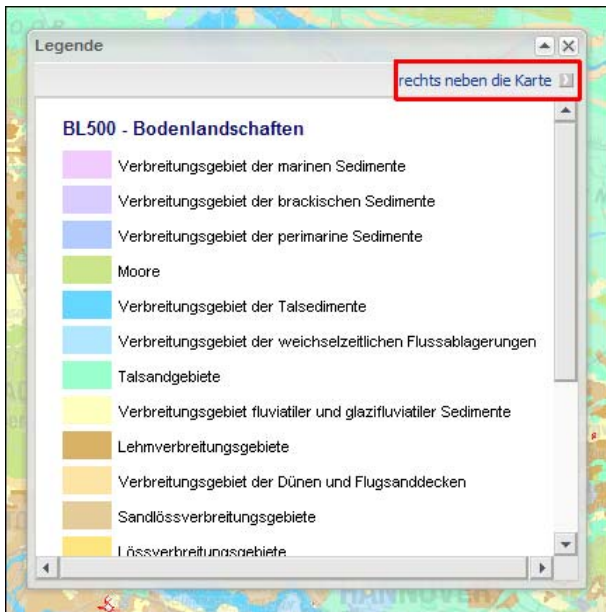 Legende
rechts neben die Karte
BL500 - Bodenlandschaften
Verbreitungsgebiet der marinen Sedimente
Verbreitungsgebiet der brackischen Sedimente
Verbreitungsgebiet der perimarine Sedimente
Moore
Verbreitungsgebiet der Talsedimente
Verbreitungsgebiet der weichselzeitlichen Flussablagerungen
Talsandgebiete
Verbreitungsgebiet fluviatiler und glazifluviatiler Sedimente
Lehmverbreitungsgebiete
Verbreitungsgebiet der Dünen und Flugsanddecken
Sandlössverbreitungsgebiete
Lössverbreitungsgebiete
HANNOVER